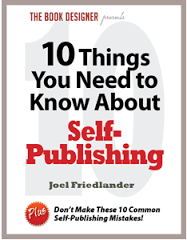 THE BOOK DESIGNER presents
10 Things
You Need to
Know About
Self-
Publishing
Joel Friedlander
Plus
Don't Make These 10 Common
Self-Publishing Mistakes!